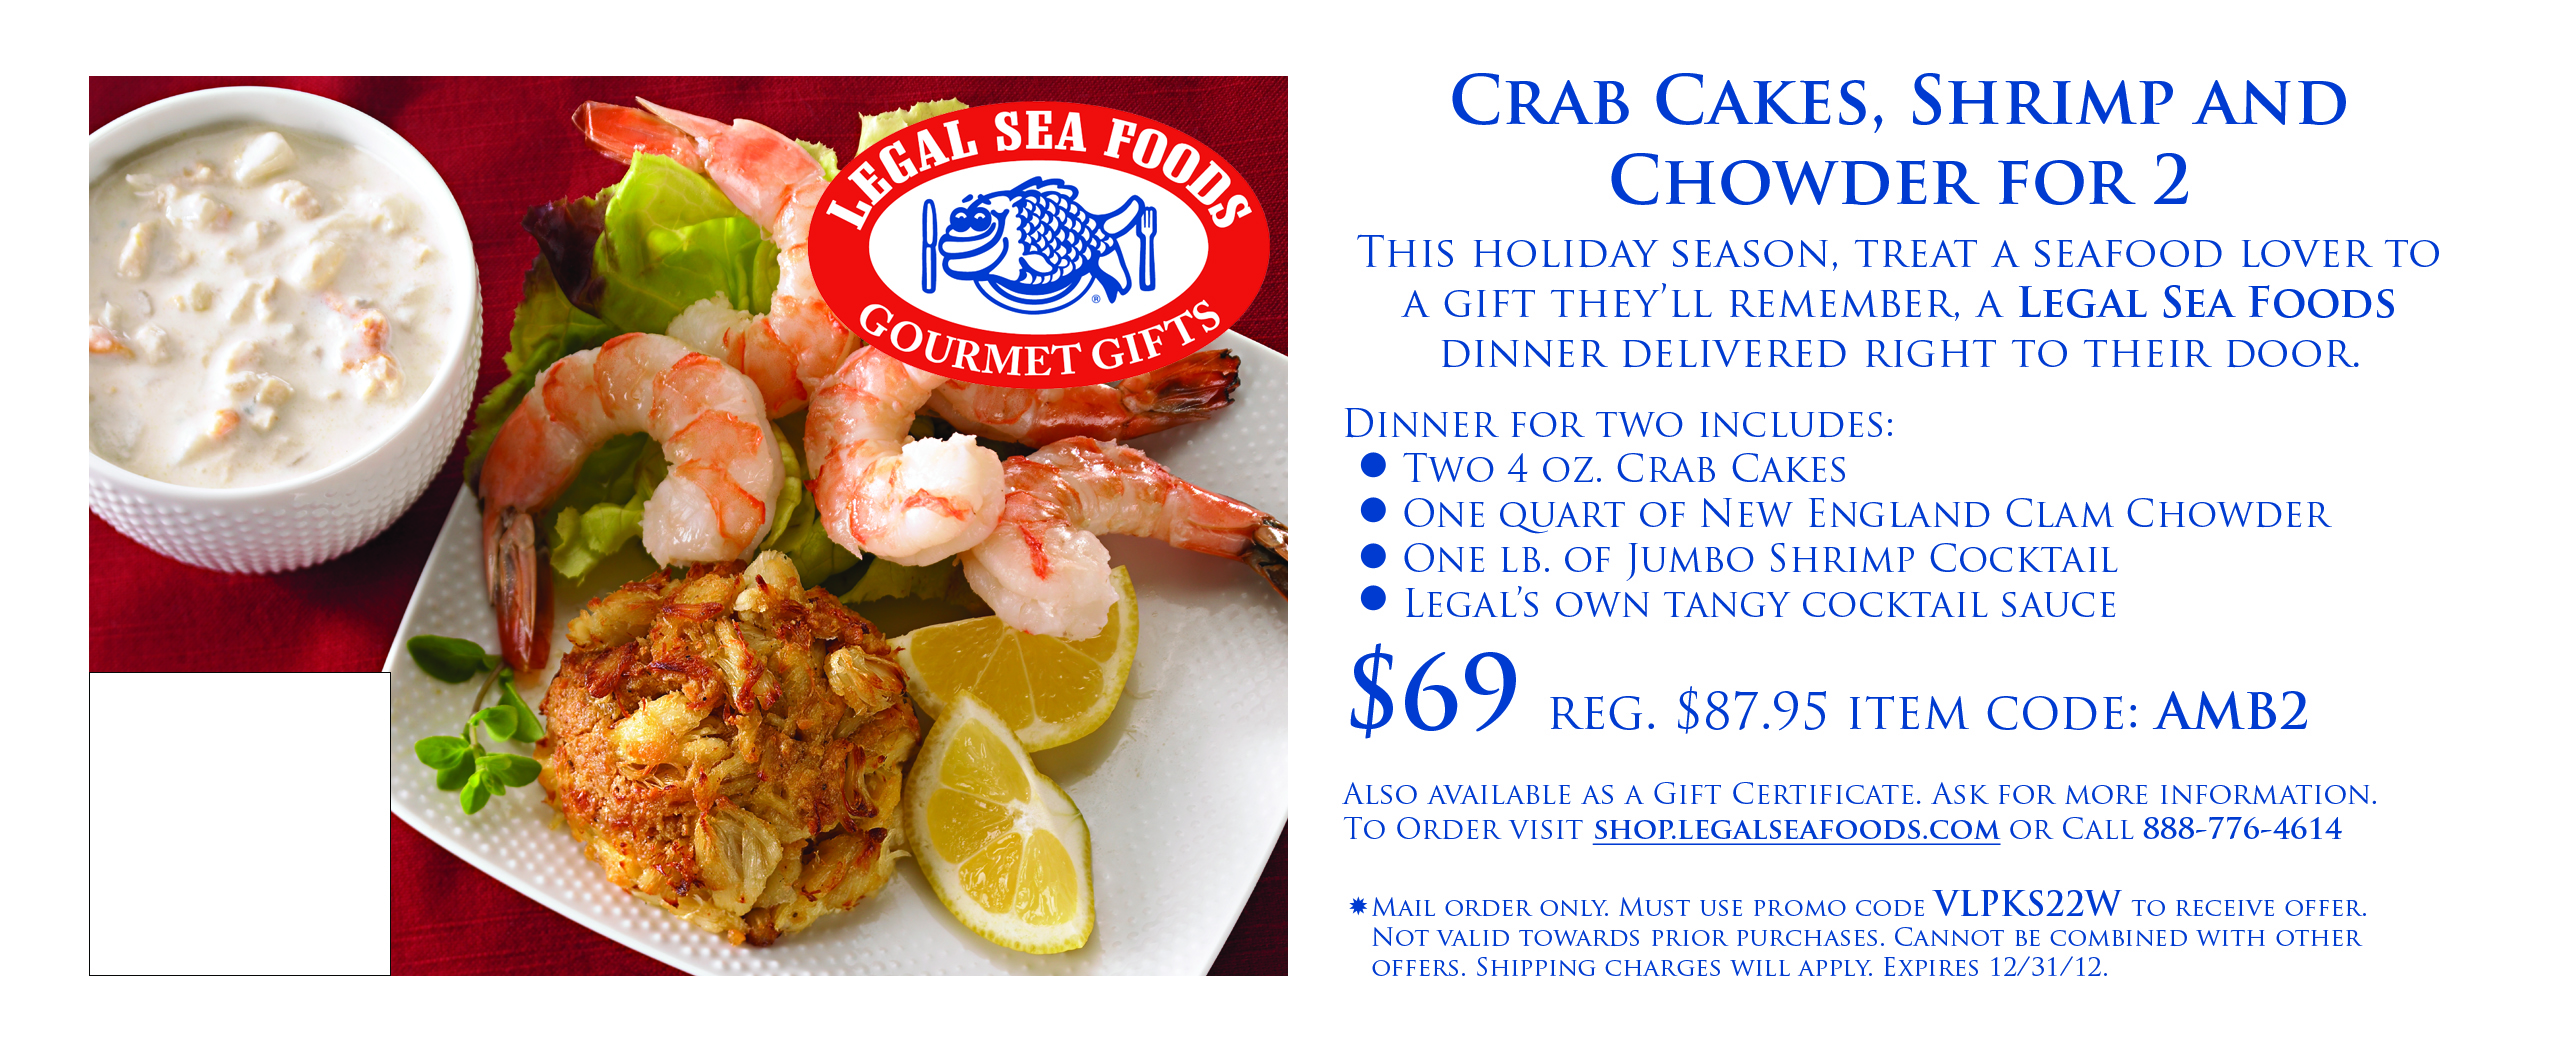 LEGAL SEA FOODS
®
GOURMET GIFTS
Crab Cakes, Shrimp and
Chowder for 2
This holiday season, treat a seafood lover to
a gift they’ll remember, a Legal Sea Foods
dinner delivered right to their door.
Dinner for two includes:
● Two 4 oz. Crab Cakes
● One quart of New England Clam Chowder
● One lb. of Jumbo Shrimp Cocktail
● Legal’s own tangy cocktail sauce
$69 reg. $87.95 item code: AMB2
Also available as a Gift Certificate. Ask for more information.
To Order visit shop.legalseafoods.com or Call 888-776-4614
✹Mail order only. Must use promo code VLPKS22W to receive offer.
Not valid towards prior purchases. Cannot be combined with other
offers. Shipping charges will apply. Expires 12/31/12.